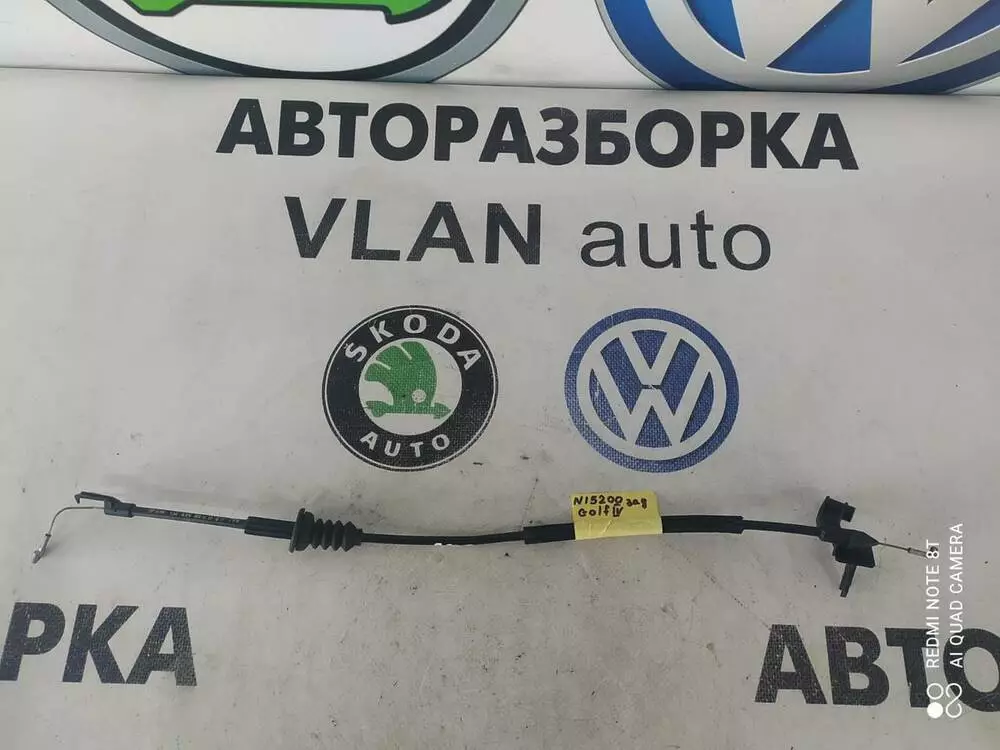 АВТОРАЗБОРКА
VLAN auto
ŠKODA
AUTO
N15200 зад
Golf IV
РКА
АВТО
REDMI NOTE 8T
AI QUAD CAMERA